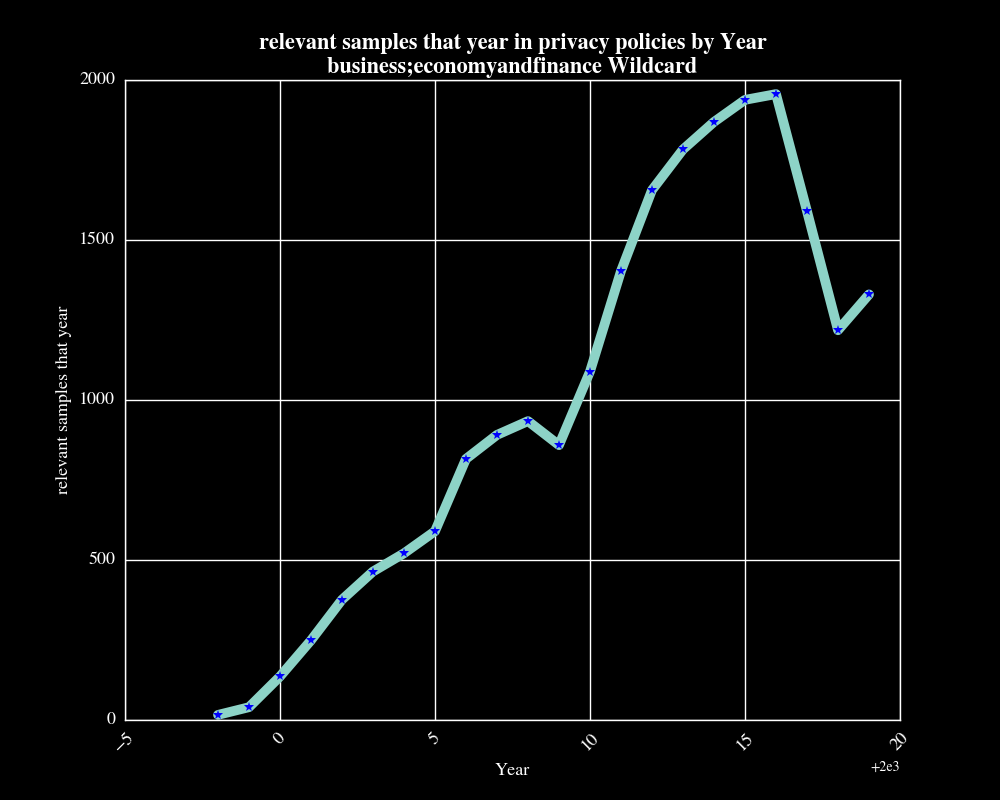 relevant samples that year in privacy policies by Year
business;economyandfinance Wildcard
2000
1500
1000
500
0
relevant samples that year
−5
0
5
10
15
20
Year
+2e3